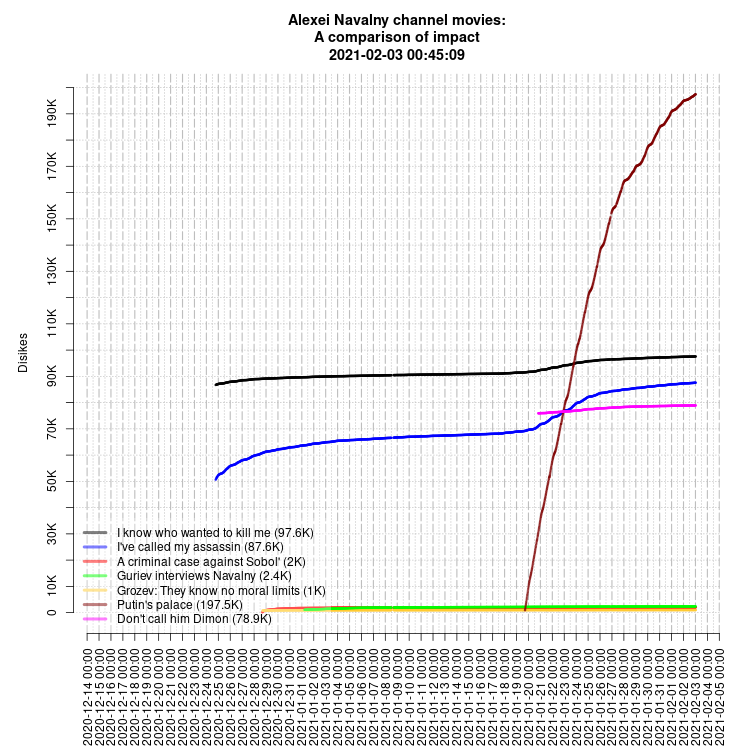 Alexei Navalny channel movies:
A comparison of impact
2021-02-03 00:45:09
Disikes
190K
170K
150K
130K
110K
90K
70K
50K
30K
10K
0
I know who wanted to kill me (97.6K)
I've called my assassin (87.6K)
A criminal case against Sobol' (2K)
Guriev interviews Navalny (2.4K)
Grozev: They know no moral limits (1K)
Putin's palace (197.5K)
Don't call him Dimon (78.9K)
2020-12-14 00:00
2020-12-15 00:00
2020-12-16 00:00
2020-12-17 00:00
2020-12-18 00:00
2020-12-19 00:00
2020-12-20 00:00
2020-12-21 00:00
2020-12-22 00:00
2020-12-23 00:00
2020-12-24 00:00
2020-12-25 00:00
2020-12-26 00:00
2020-12-27 00:00
2020-12-28 00:00
2020-12-29 00:00
2020-12-30 00:00
2020-12-31 00:00
2021-01-01 00:00
2021-01-02 00:00
2021-01-03 00:00
2021-01-04 00:00
2021-01-05 00:00
2021-01-06 00:00
2021-01-07 00:00
2021-01-08 00:00
2021-01-09 00:00
2021-01-10 00:00
2021-01-11 00:00
2021-01-12 00:00
2021-01-13 00:00
2021-01-14 00:00
2021-01-15 00:00
2021-01-16 00:00
2021-01-17 00:00
2021-01-18 00:00
2021-01-19 00:00
2021-01-20 00:00
2021-01-21 00:00
2021-01-22 00:00
2021-01-23 00:00
2021-01-24 00:00
2021-01-25 00:00
2021-01-26 00:00
2021-01-27 00:00
2021-01-28 00:00
2021-01-29 00:00
2021-01-30 00:00
2021-01-31 00:00
2021-02-01 00:00
2021-02-02 00:00
2021-02-03 00:00
2021-02-04 00:00
2021-02-05 00:00